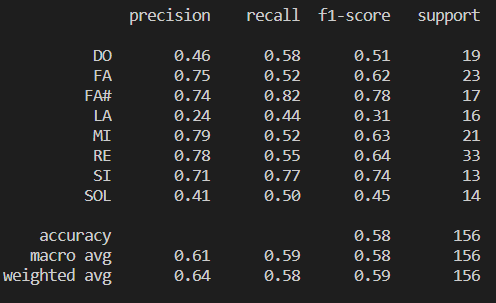 precision recall f1-score support
DO 0.46 0.58 0.51 19
FA 0.75 0.52 0.62 23
FA# 0.74 0.82 0.78 17
LA 0.24 0.44 0.31 16
MI 0.79 0.52 0.63 21
RE 0.78 0.55 0.64 33
SI 0.71 0.77 0.74 13
SOL 0.41 0.50 0.45 14
accuracy 0.58 156
macro avg 0.61 0.59 0.58 156
weighted avg 0.64 0.58 0.59 156